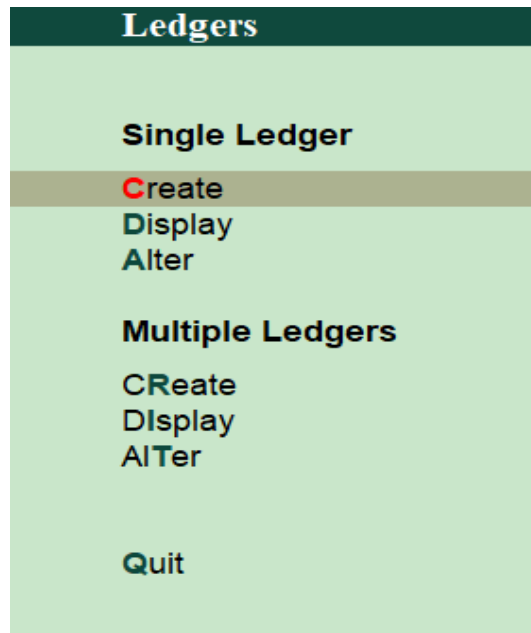 Ledgers
Single Ledger
Create
Display
Alter
Multiple Ledgers
CReate
DIsplay
AlTer
Quit